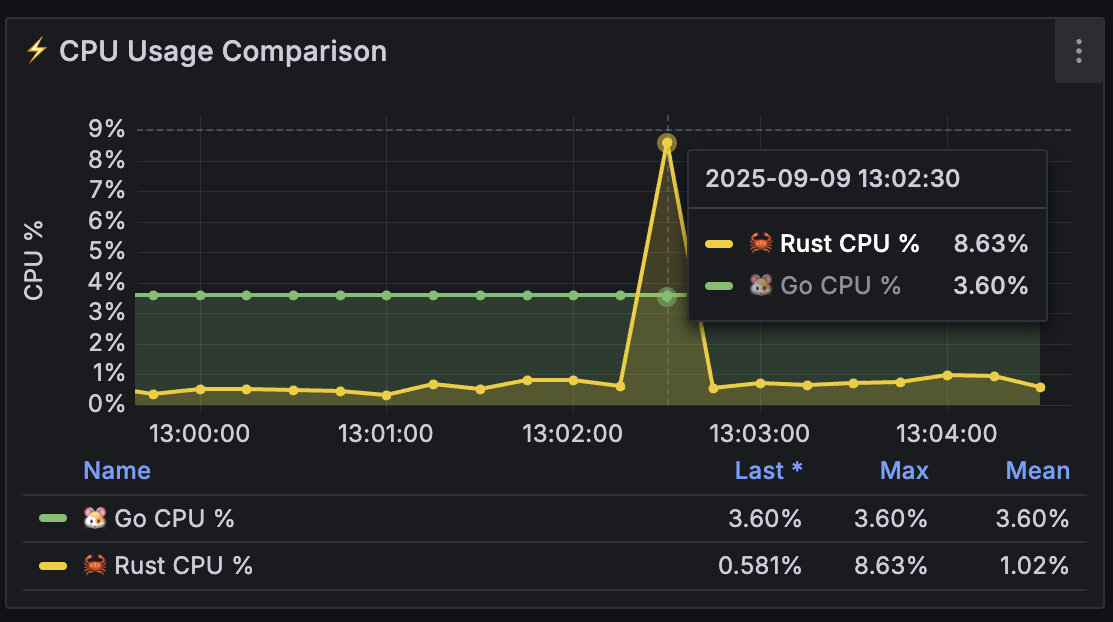 ⚡ CPU Usage Comparison
CPU %
9%
8%
7%
6%
5%
4%
3%
2%
1%
0%
2025-09-09 13:02:30
🦀 Rust CPU % 8.63%
🐹 Go CPU % 3.60%
13:00:00 13:01:00 13:02:00 13:03:00 13:04:00
Name Last * Max Mean
🐹 Go CPU % 3.60% 3.60% 3.60%
🦀 Rust CPU % 0.581% 8.63% 1.02%